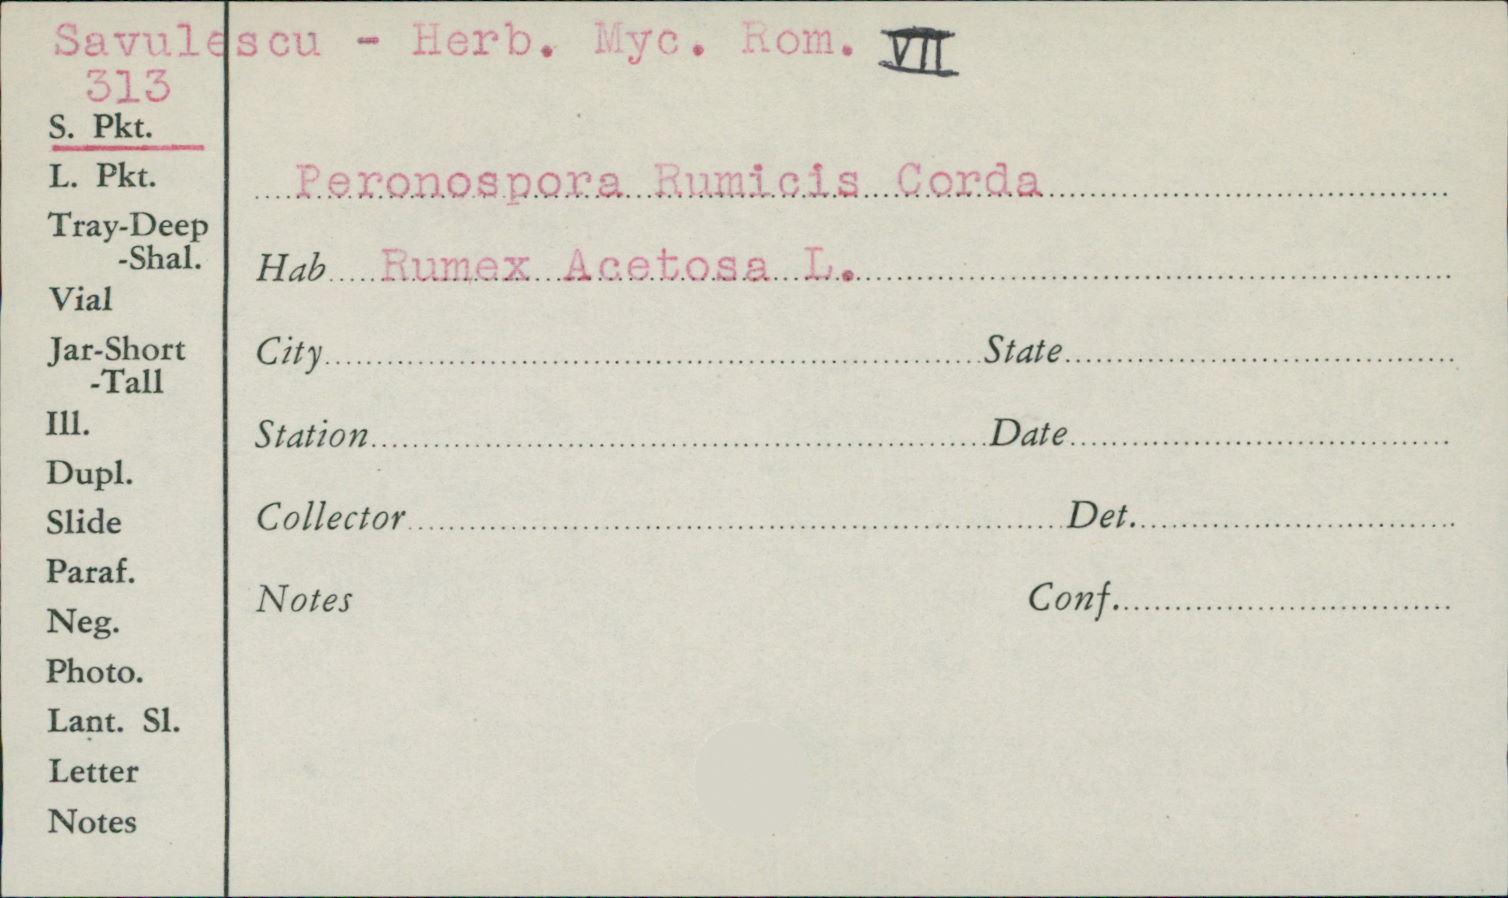 Savulescu - Herb. Myc. Rom. VII
313
S. Pkt.
L. Pkt.
Tray-Deep
-Shal.
Vial
Jar-Short
-Tall
Ill.
Dupl.
Slide
Paraf.
Neg.
Photo.
Lant. Sl.
Letter
Notes
Peronospora Rumicis Corda
Hab Rumex Acetosa L.
City State
Station Date
Collector Det.
Notes Conf.